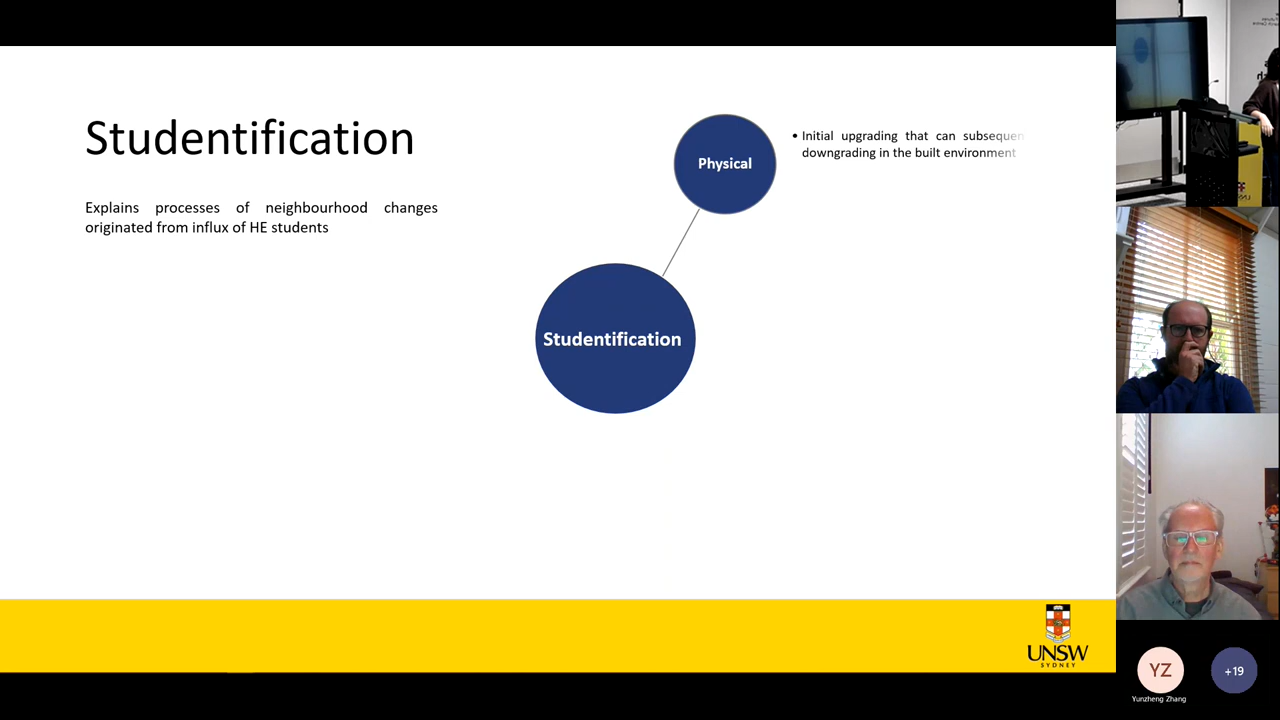 Studentification
Explains processes of neighbourhood changes
originated from influx of HE students
Physical
• Initial upgrading that can
downgrading in the built environment
Studentification
UNSW
SYDNEY
YZ
Yunzheng Zhang
+19